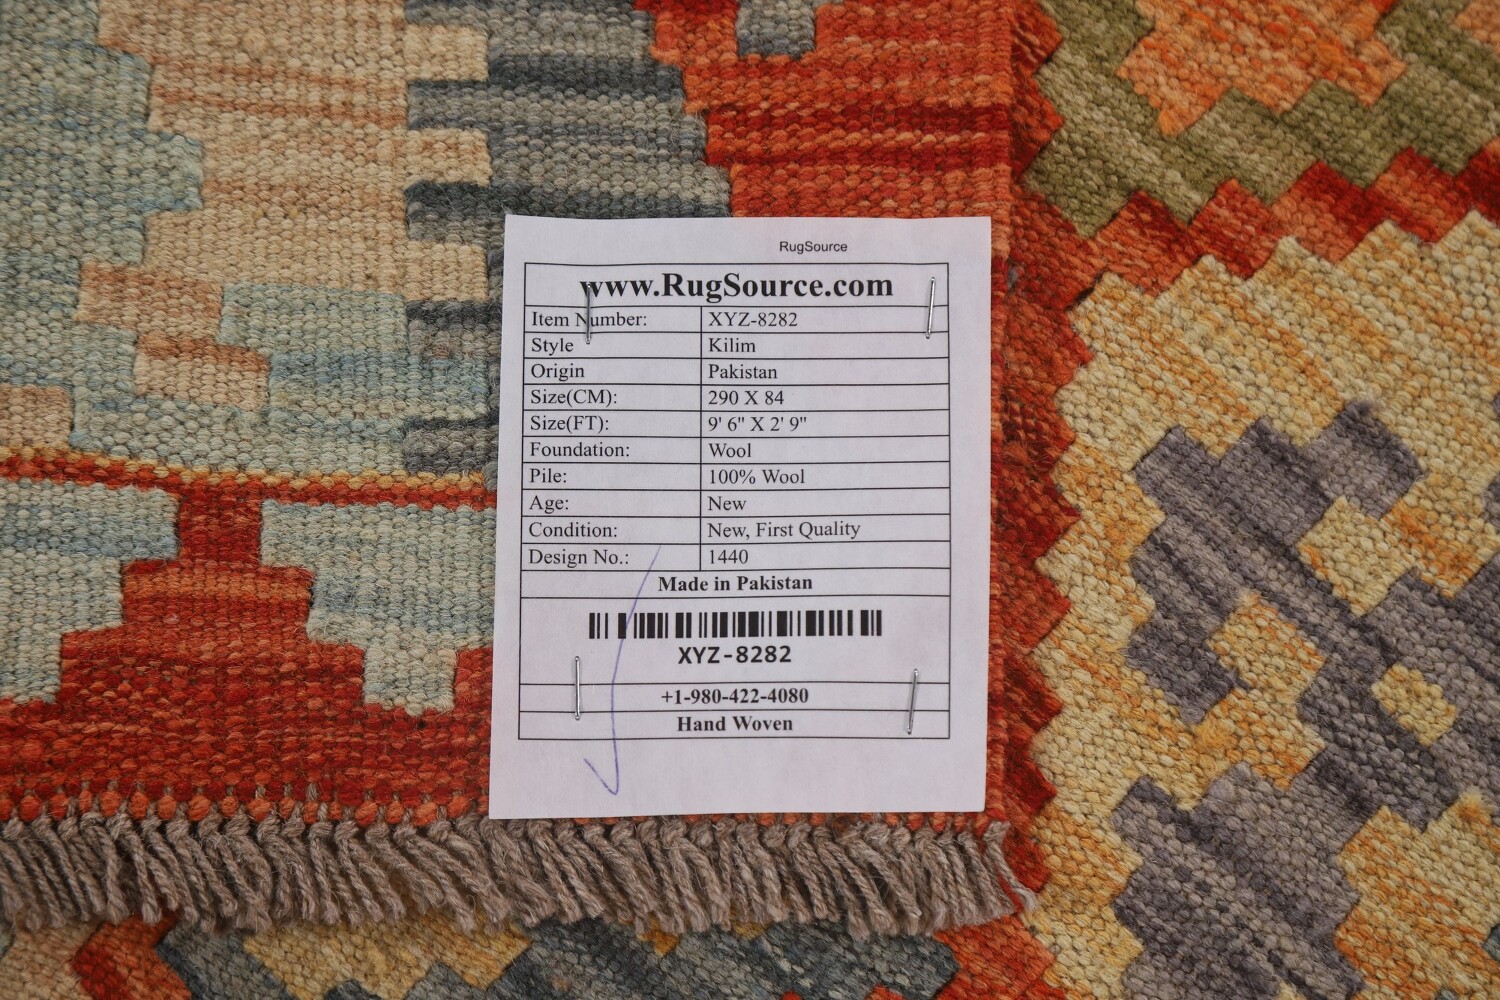 RugSource
www.RugSource.com
Item Number: XYZ-8282
Style Kilim
Origin Pakistan
Size(CM): 290 X 84
Size(FT): 9' 6" X 2' 9"
Foundation: Wool
Pile: 100% Wool
Age: New
Condition: New, First Quality
Design No.: 1440
Made in Pakistan
XYZ-8282
+1-980-422-4080
Hand Woven